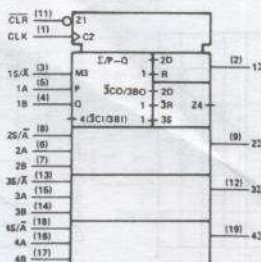 CLR (11) Z1
CLK (1) C2
Σ/P–Q 2D (2) 1Σ
1S/A (3) M3 1 R
1A (5) P 3CO/3BO 2D
1B (4) Q 1 3R Z4
4(3CI/3BI) 1 3S
2S/A (8) (9) 2Σ
2A (6)
2B (7)
3S/A (13) (12) 3Σ
3A (15)
3B (14)
4S/A (18) (19) 4Σ
4A (16)
4B (17)